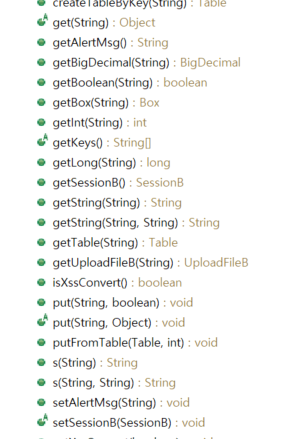 createTableByKey(String) : Table
get(String) : Object
getAlertMsg() : String
getBigDecimal(String) : BigDecimal
getBoolean(String) : boolean
getBox(String) : Box
getInt(String) : int
getKeys() : String[]
getLong(String) : long
getSessionB() : SessionB
getString(String) : String
getString(String, String) : String
getTable(String) : Table
getUploadFileB(String) : UploadFileB
isXssConvert() : boolean
put(String, boolean) : void
put(String, Object) : void
putFromTable(Table, int) : void
s(String) : String
s(String, String) : String
setAlertMsg(String) : void
setSessionB(SessionB) : void